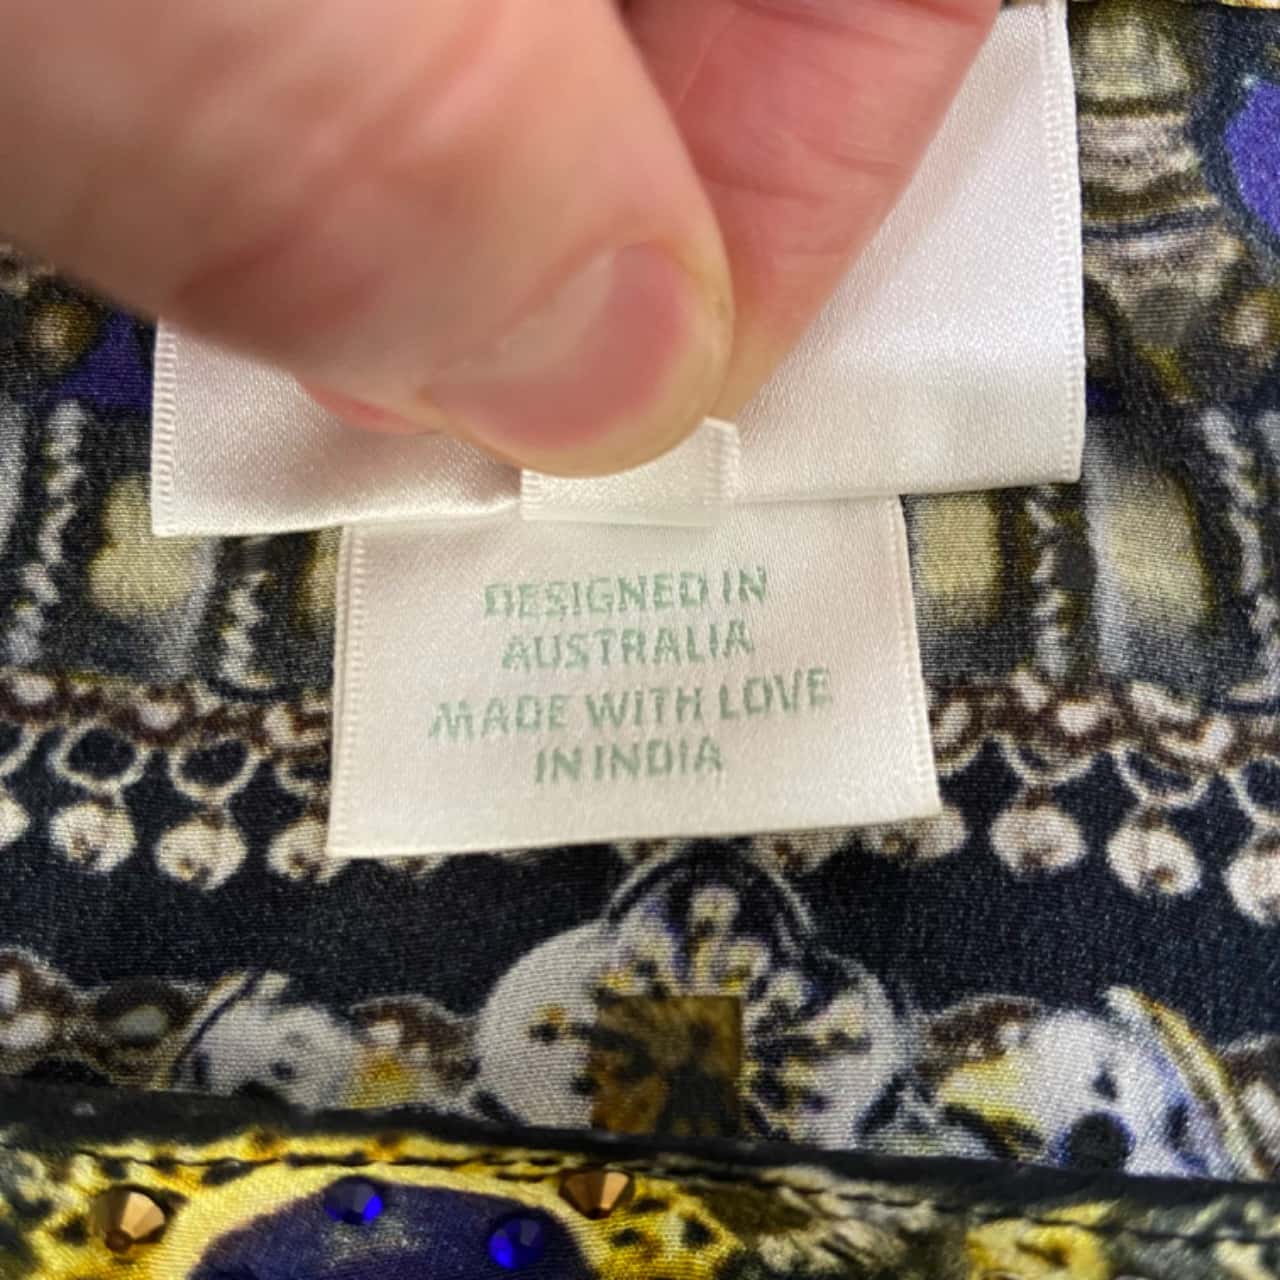 DESIGNED IN
AUSTRALIA
MADE WITH LOVE
IN INDIA